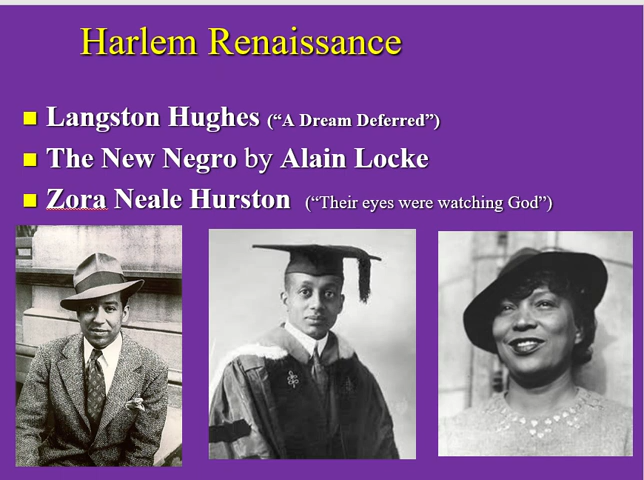 Harlem Renaissance
Langston Hughes (“A Dream Deferred”)
The New Negro by Alain Locke
Zora Neale Hurston (“Their eyes were watching God”)